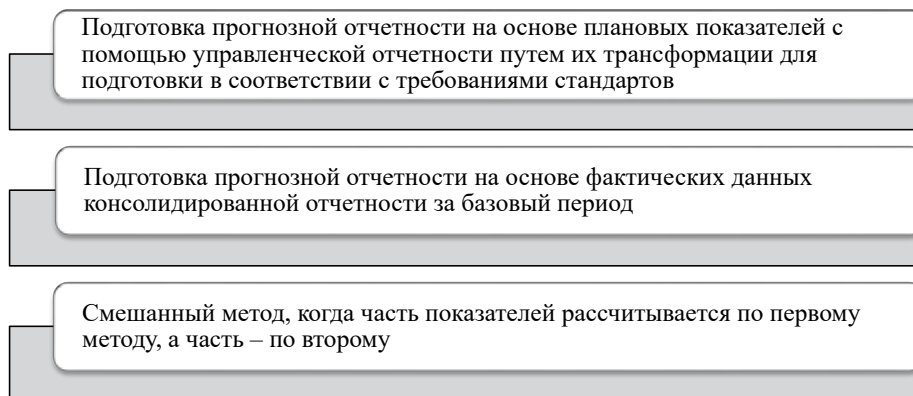 Подготовка прогнозной отчетности на основе плановых показателей с
помощью управленческой отчетности путем их трансформации для
подготовки в соответствии с требованиями стандартов
Подготовка прогнозной отчетности на основе фактических данных
консолидированной отчетности за базовый период
Смешанный метод, когда часть показателей рассчитывается по первому
методу, а часть – по второму